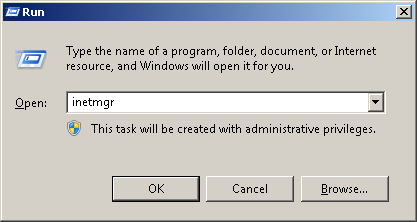 Run
Type the name of a program, folder, document, or Internet
resource, and Windows will open it for you.
Open: inetmgr
This task will be created with administrative privileges.
OK Cancel Browse...